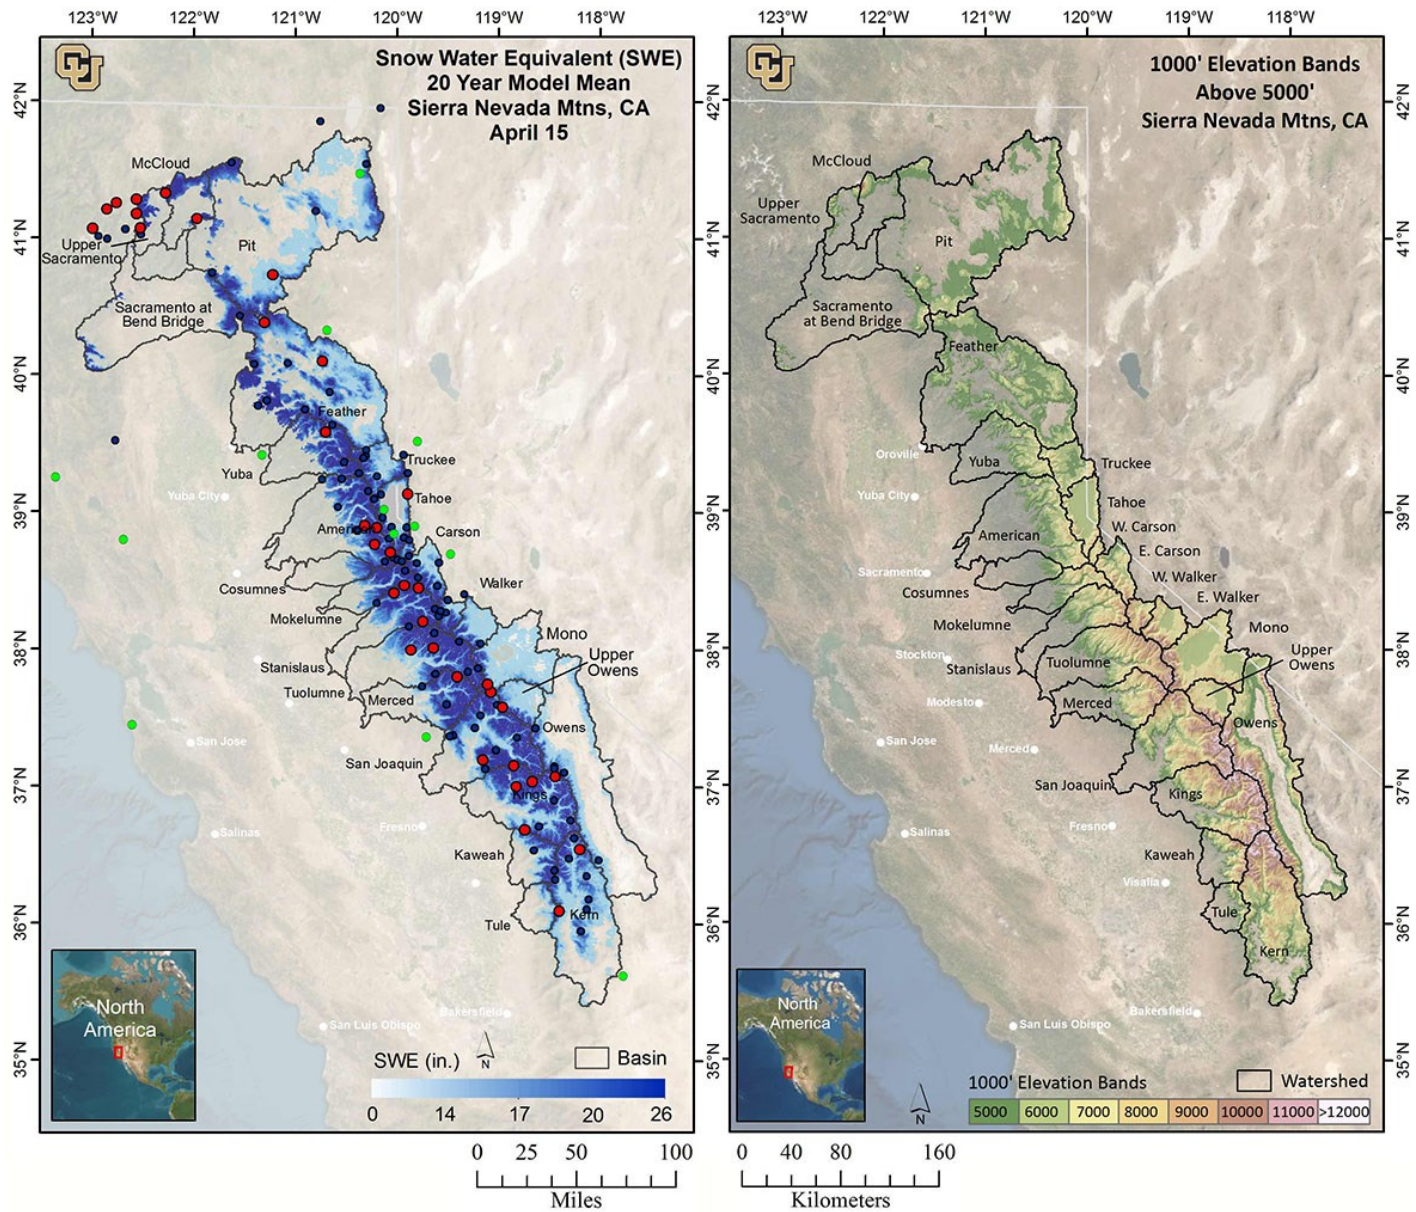 123°W 122°W 121°W 120°W 119°W 118°W
42°N
41°N
40°N
39°N
38°N
37°N
36°N
35°N
CU
Snow Water Equivalent (SWE)
20 Year Model Mean
Sierra Nevada Mtns, CA
April 15
McCloud
Upper
Sacramento
Pit
Sacramento at
Bend Bridge
Feather
Yuba
Truckee
Yuba City
Tahoe
American
Carson
Cosumnes
Walker
Mokelumne
Mono
Stanislaus
Upper
Owens
Tuolumne
Merced
San Jose
Owens
San Joaquin
Kings
Salinas
Fresno
Kaweah
Kern
Tule
North
America
San Luis Obispo
Bakersfield
N
SWE (in.)
Basin
0 14 17 20 26
0 25 50 100
Miles
123°W 122°W 121°W 120°W 119°W 118°W
42°N
41°N
40°N
39°N
38°N
37°N
36°N
35°N
CU
1000' Elevation Bands
Above 5000'
Sierra Nevada Mtns, CA
McCloud
Upper
Sacramento
Pit
Sacramento
at Bend Bridge
Feather
Oroville
Yuba
Truckee
Yuba City
Tahoe
W. Carson
American
E. Carson
Sacramento
W. Walker
Cosumnes
E. Walker
Mokelumne
Mono
Stockton
Upper
Owens
Stanislaus
Tuolumne
Modesto
Merced
Owens
San Jose
Merced
San Joaquin
Kings
Salinas
Fresno
Kaweah
Visalia
Tule
Kern
North
America
San Luis Obispo
Bakersfield
N
1000' Elevation Bands
Watershed
5000 6000 7000 8000 9000 10000 11000 >12000
0 40 80 160
Kilometers